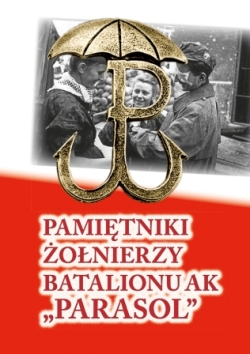 PAMIĘTNIKI
ŻOŁNIERZY
BATALIONU AK
„PARASOL”